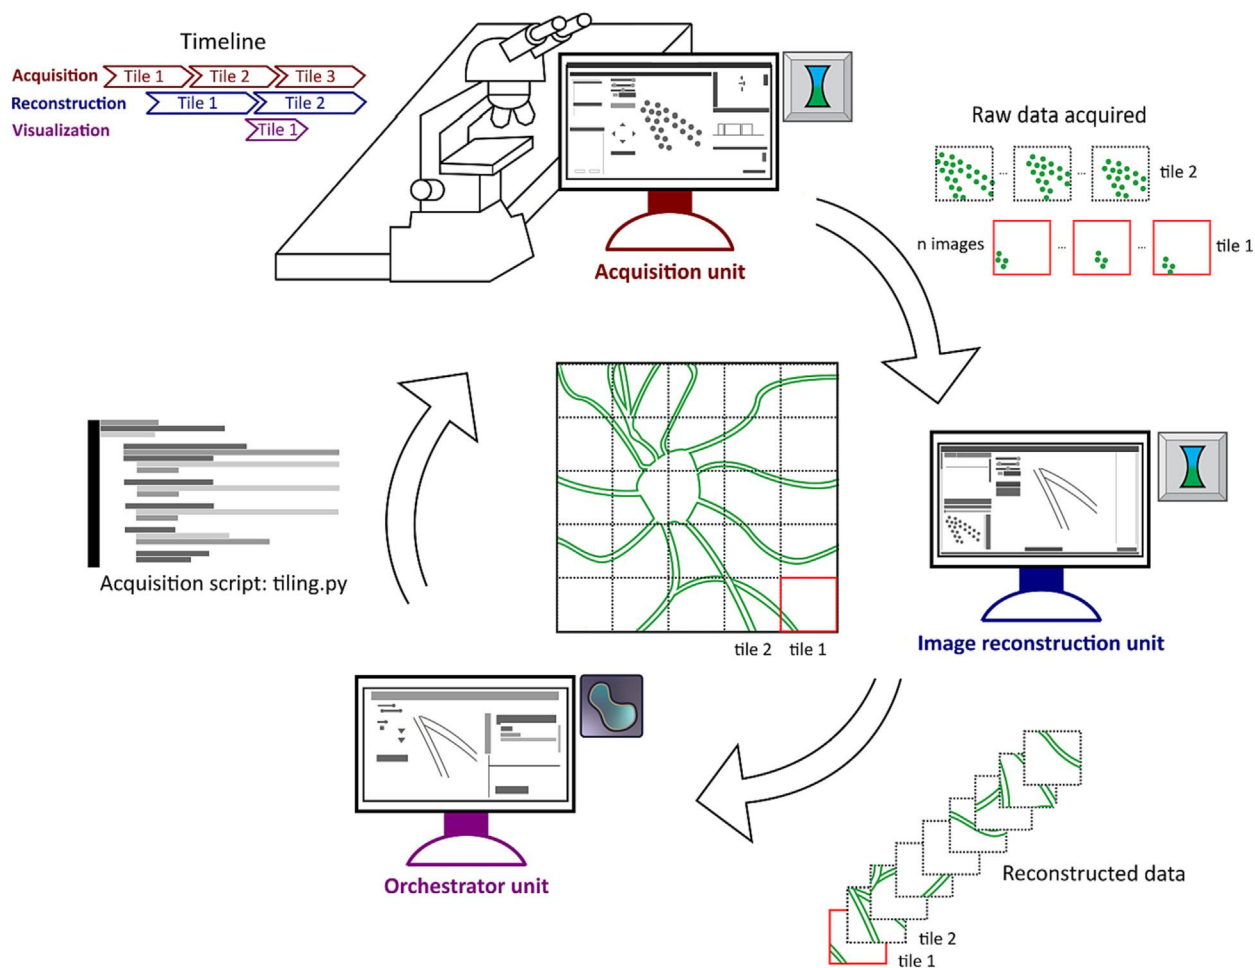 Timeline
Acquisition Tile 1 Tile 2 Tile 3
Reconstruction Tile 1 Tile 2
Visualization Tile 1
Acquisition unit
Raw data acquired
... ... tile 2
n images ... ... tile 1
Acquisition script: tiling.py
tile 2 tile 1
Image reconstruction unit
Orchestrator unit
Reconstructed data
tile 2
tile 1